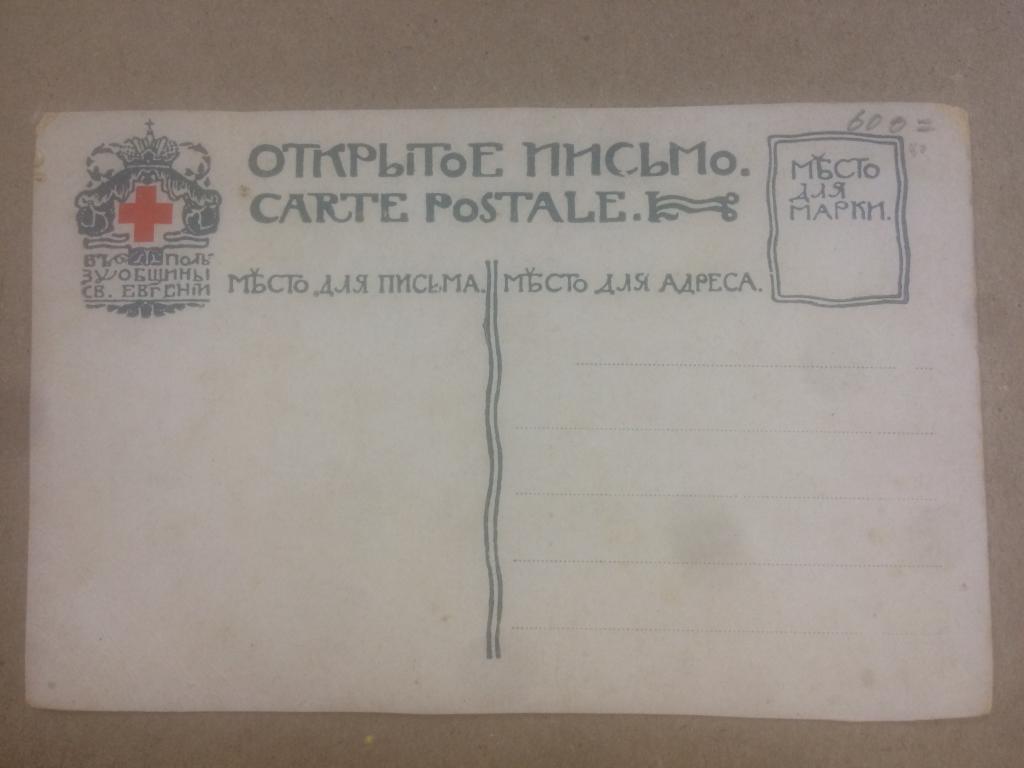 600=
ОТКРЫТОЕ ПИСЬМО.
CARTE POSTALE.
МѢСТО
ДЛЯ
МАРКИ.
ВЪ ПОЛЬ
ЗУ ОБЩИНЫ
СВ. ЕВГЕНІИ
МѢСТО ДЛЯ ПИСЬМА.
МѢСТО ДЛЯ АДРЕСА.